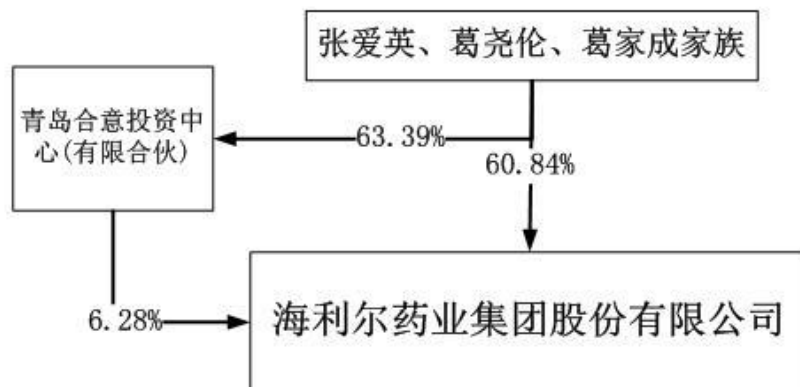 张爱英、葛尧伦、葛家成家族
青岛合意投资中
心(有限合伙)
63.39%
60.84%
6.28%
海利尔药业集团股份有限公司